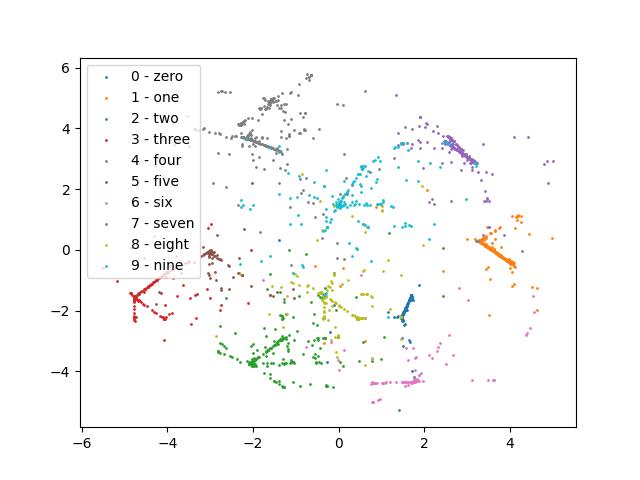 6
4
2
0
−2
−4
0 - zero
1 - one
2 - two
3 - three
4 - four
5 - five
6 - six
7 - seven
8 - eight
9 - nine
−6
−4
−2
0
2
4